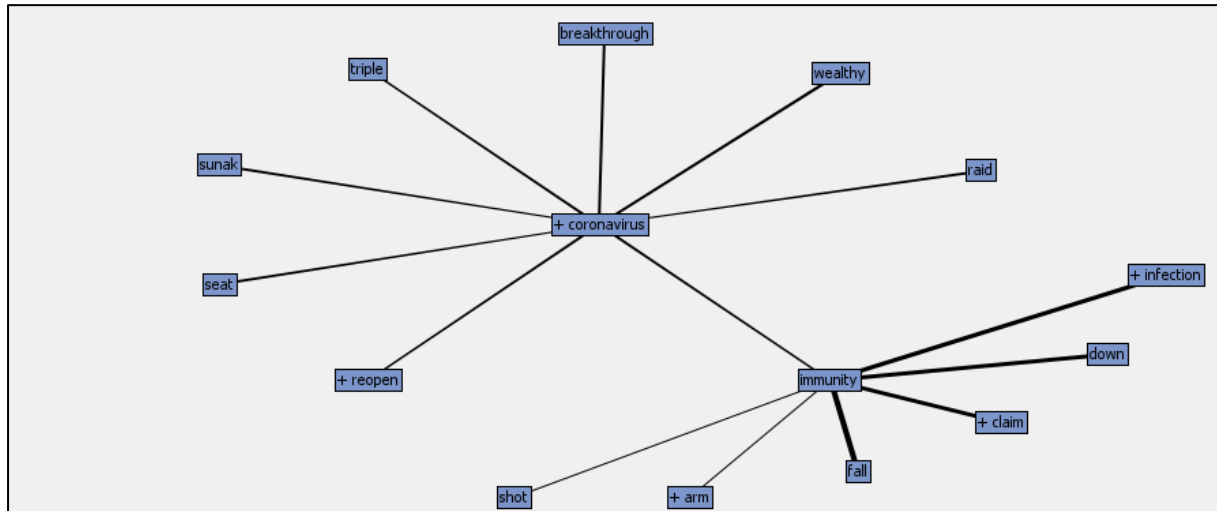 breakthrough
triple
wealthy
sunak
raid
+ coronavirus
+ infection
seat
down
+ reopen
immunity
+ claim
fall
shot
+ arm